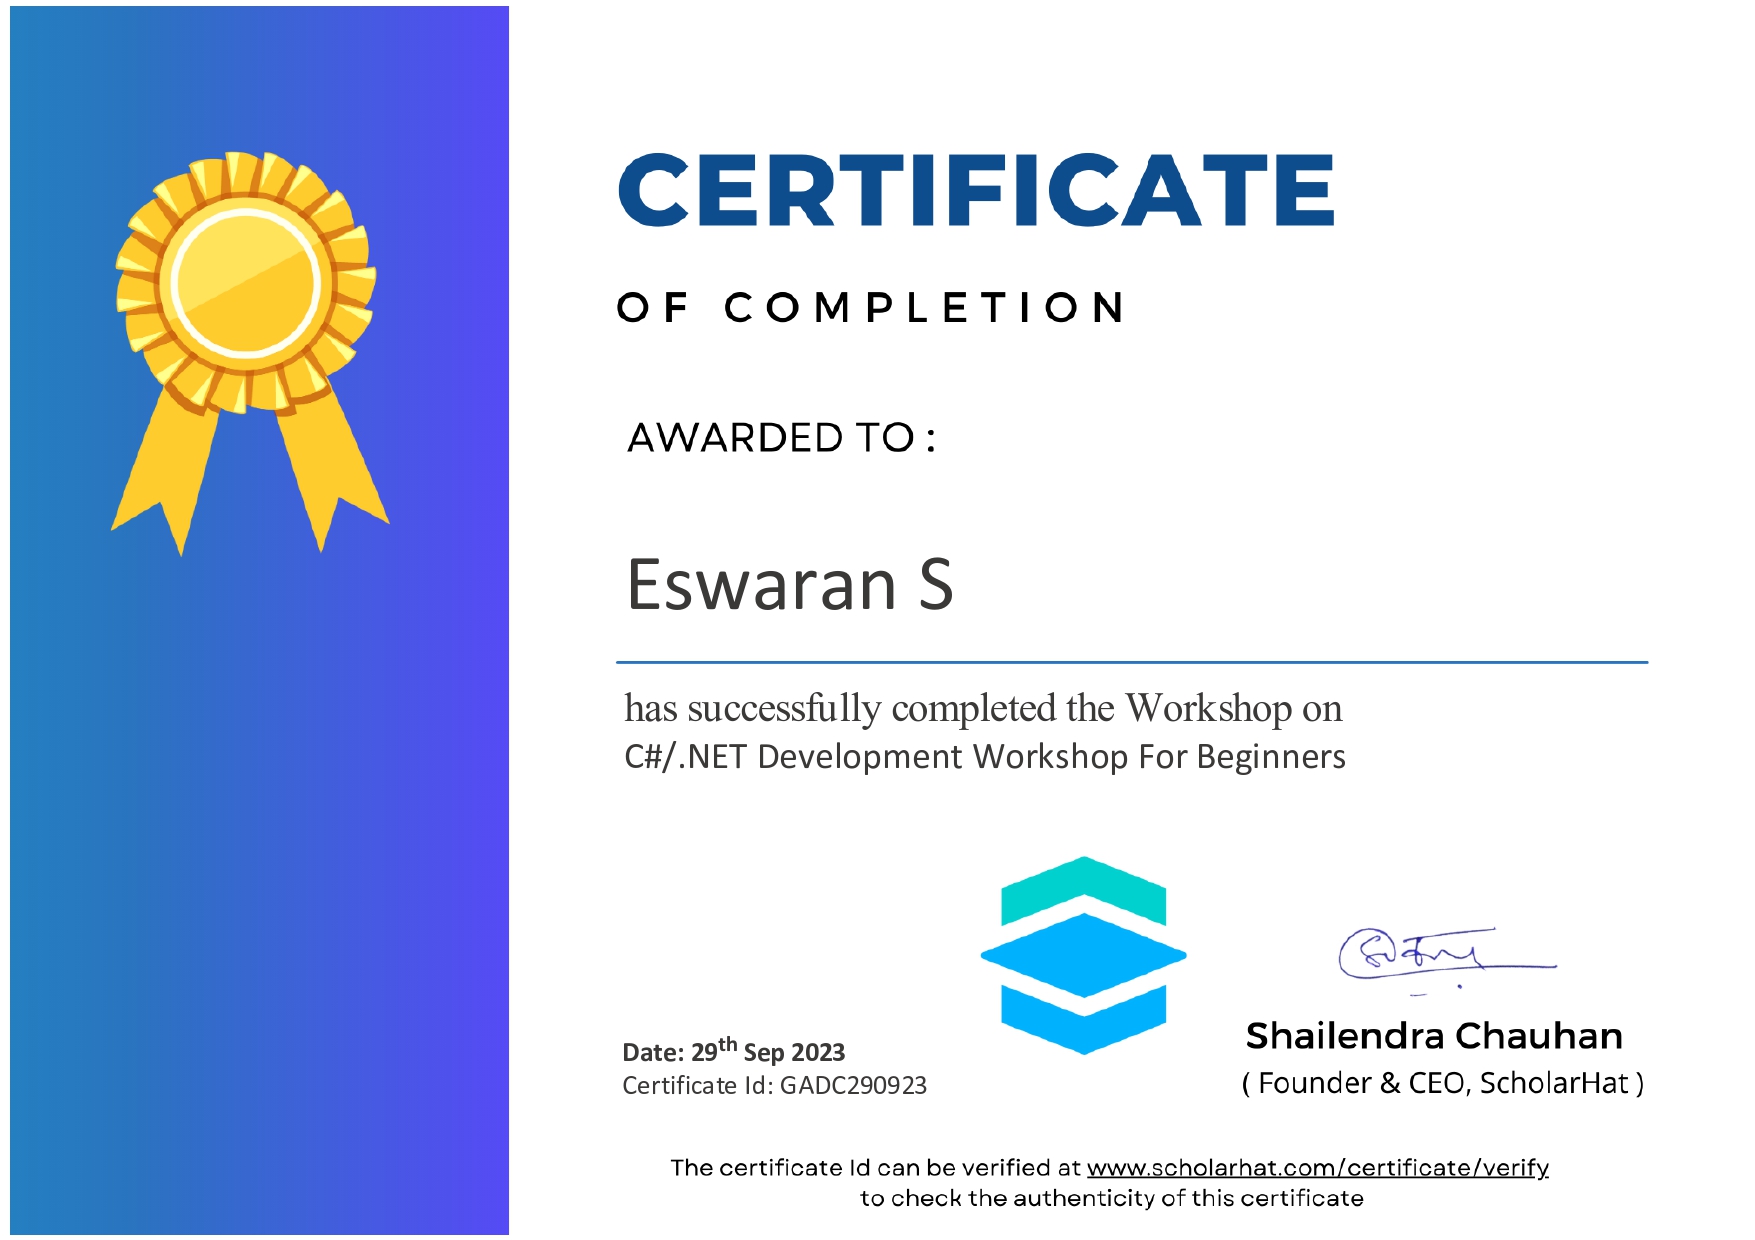 CERTIFICATE
OF COMPLETION
AWARDED TO :
Eswaran S
has successfully completed the Workshop on
C#/.NET Development Workshop For Beginners
Date: 29th Sep 2023
Certificate Id: GADC290923
Shailendra Chauhan
( Founder & CEO, ScholarHat )
The certificate Id can be verified at www.scholarhat.com/certificate/verify
to check the authenticity of this certificate